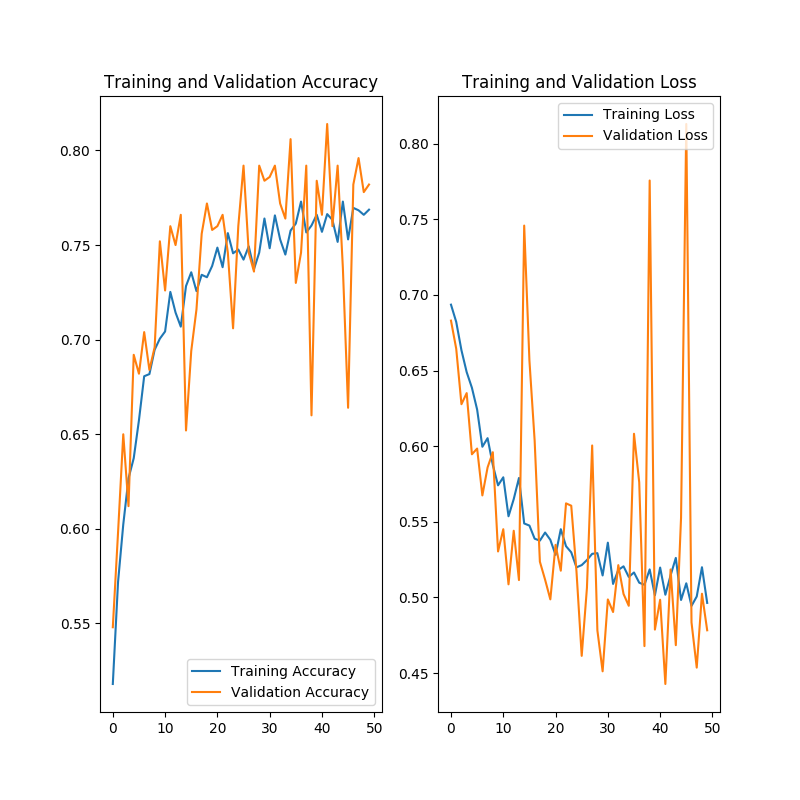 Training and Validation Accuracy
0.80
0.75
0.70
0.65
0.60
0.55
0 10 20 30 40 50
Training Accuracy
Validation Accuracy
Training and Validation Loss
Training Loss
Validation Loss
0.80
0.75
0.70
0.65
0.60
0.55
0.50
0.45
0 10 20 30 40 50